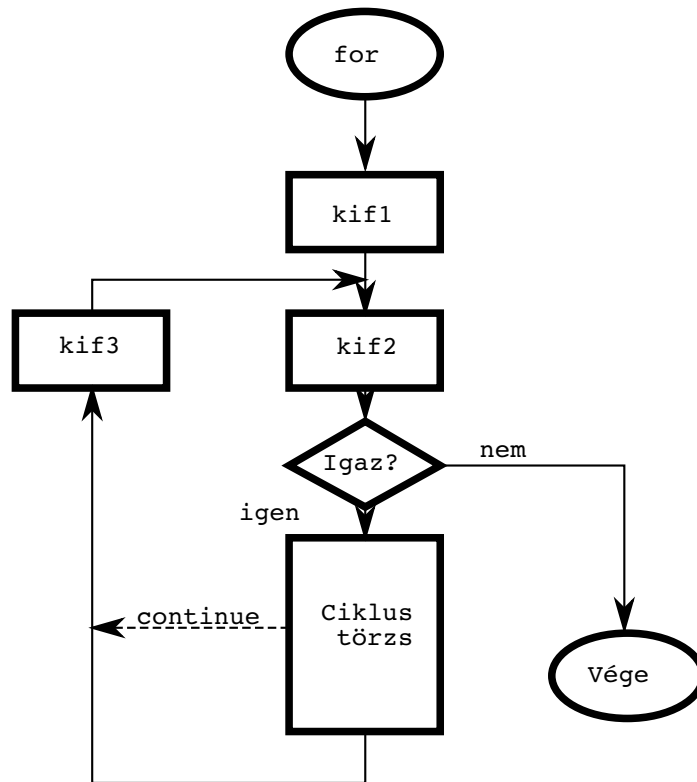 for
kif1
kif3
kif2
Igaz?
nem
igen
continue
Ciklus
törzs
Vége